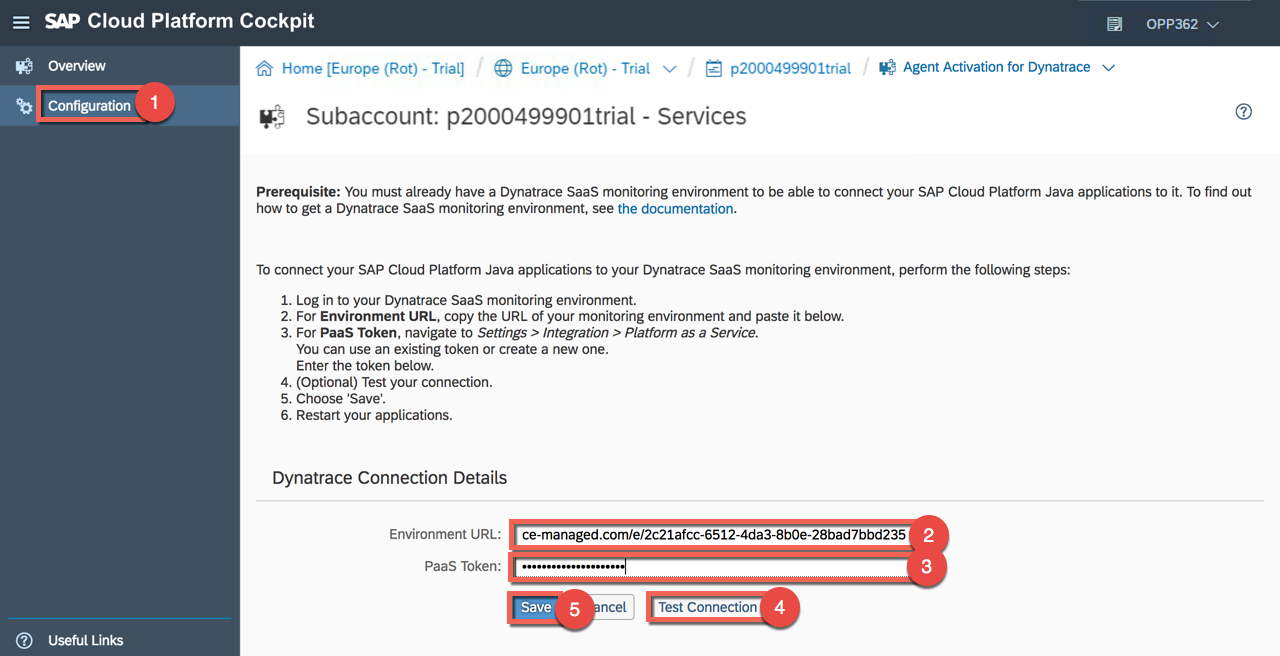 SAP Cloud Platform Cockpit
OPP362
Overview
Configuration
1
Home [Europe (Rot) - Trial] / Europe (Rot) - Trial / p2000499901trial / Agent Activation for Dynatrace
Subaccount: p2000499901trial - Services
Prerequisite: You must already have a Dynatrace SaaS monitoring environment to be able to connect your SAP Cloud Platform Java applications to it. To find out
how to get a Dynatrace SaaS monitoring environment, see the documentation.
To connect your SAP Cloud Platform Java applications to your Dynatrace SaaS monitoring environment, perform the following steps:
1. Log in to your Dynatrace SaaS monitoring environment.
2. For Environment URL, copy the URL of your monitoring environment and paste it below.
3. For PaaS Token, navigate to Settings > Integration > Platform as a Service.
You can use an existing token or create a new one.
Enter the token below.
4. (Optional) Test your connection.
5. Choose 'Save'.
6. Restart your applications.
Dynatrace Connection Details
Environment URL: ce-managed.com/e/2c21afcc-6512-4da3-8b0e-28bad7bbd235 2
PaaS Token: ••••••••••••••••••••• 3
Save 5 ancel Test Connection 4
Useful Links